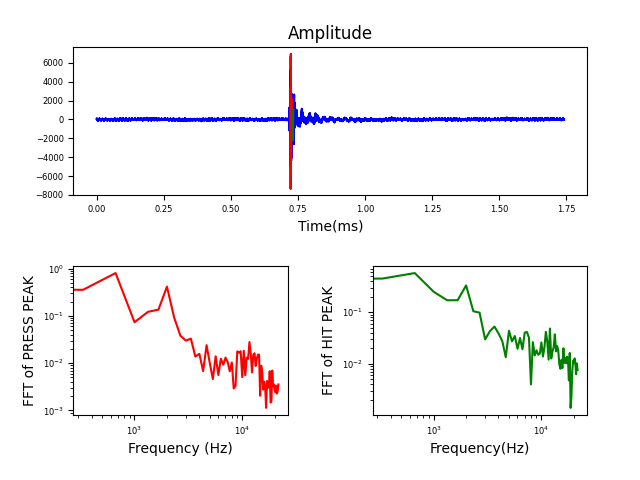 Amplitude
6000
4000
2000
0
−2000
−4000
−6000
−8000
0.00 0.25 0.50 0.75 1.00 1.25 1.50 1.75
Time(ms)
FFT of PRESS PEAK
10⁰
10⁻¹
10⁻²
10⁻³
10³ 10⁴
Frequency (Hz)
FFT of HIT PEAK
10⁻¹
10⁻²
10³ 10⁴
Frequency(Hz)